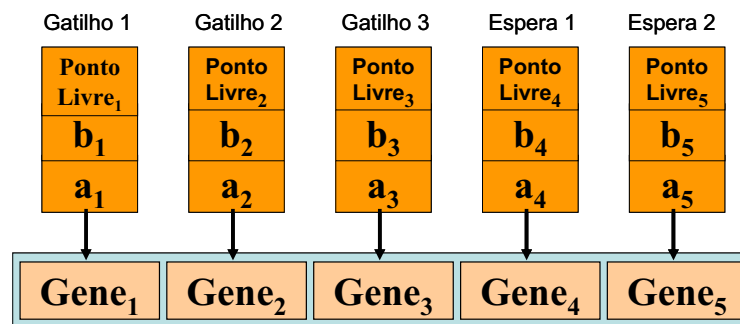 Gatilho 1 Gatilho 2 Gatilho 3 Espera 1 Espera 2
Ponto Ponto Ponto Ponto Ponto
Livre₁ Livre₂ Livre₃ Livre₄ Livre₅
b₁ b₂ b₃ b₄ b₅
a₁ a₂ a₃ a₄ a₅
Gene₁ Gene₂ Gene₃ Gene₄ Gene₅